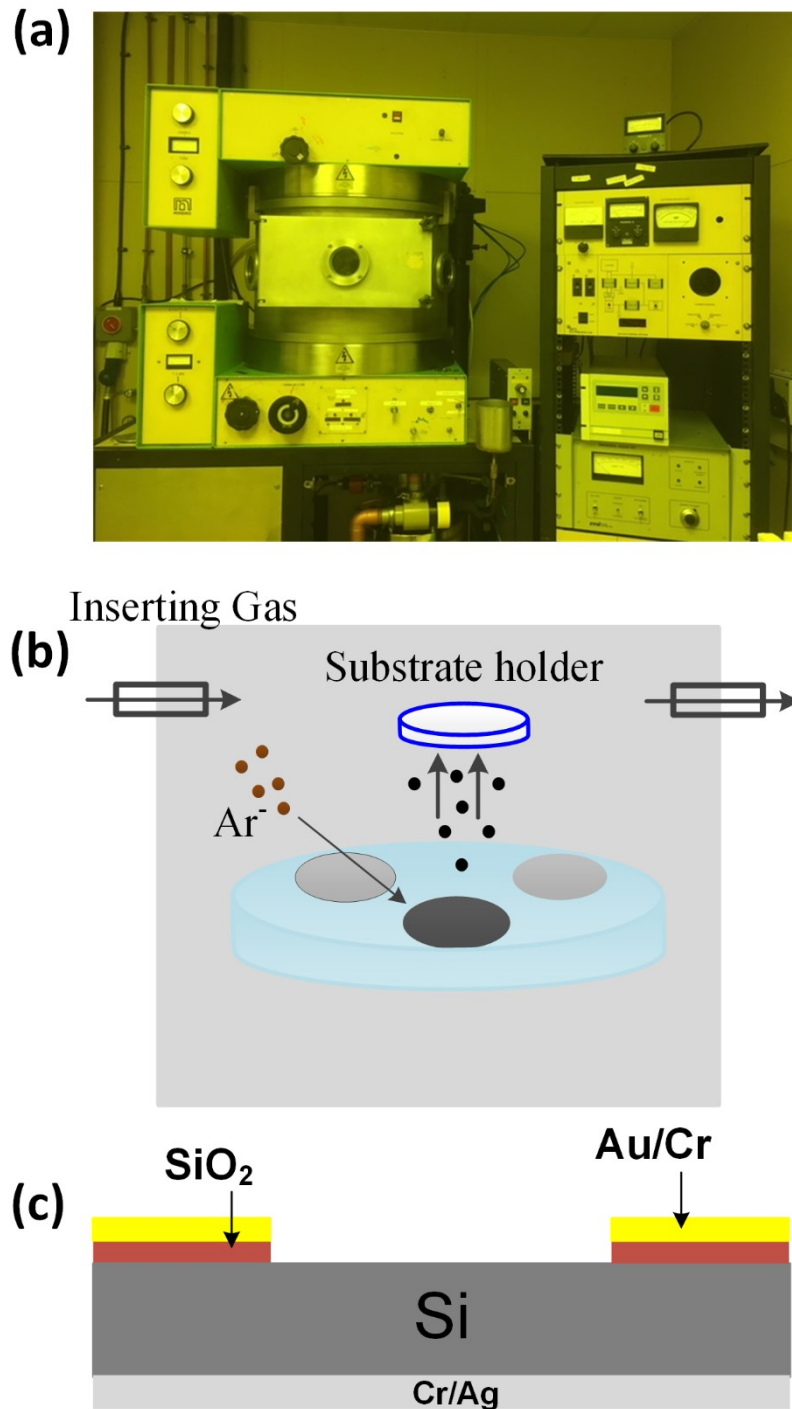 (a)
Inserting Gas
(b)
Substrate holder
Ar⁻
SiO₂
Au/Cr
(c)
Si
Cr/Ag